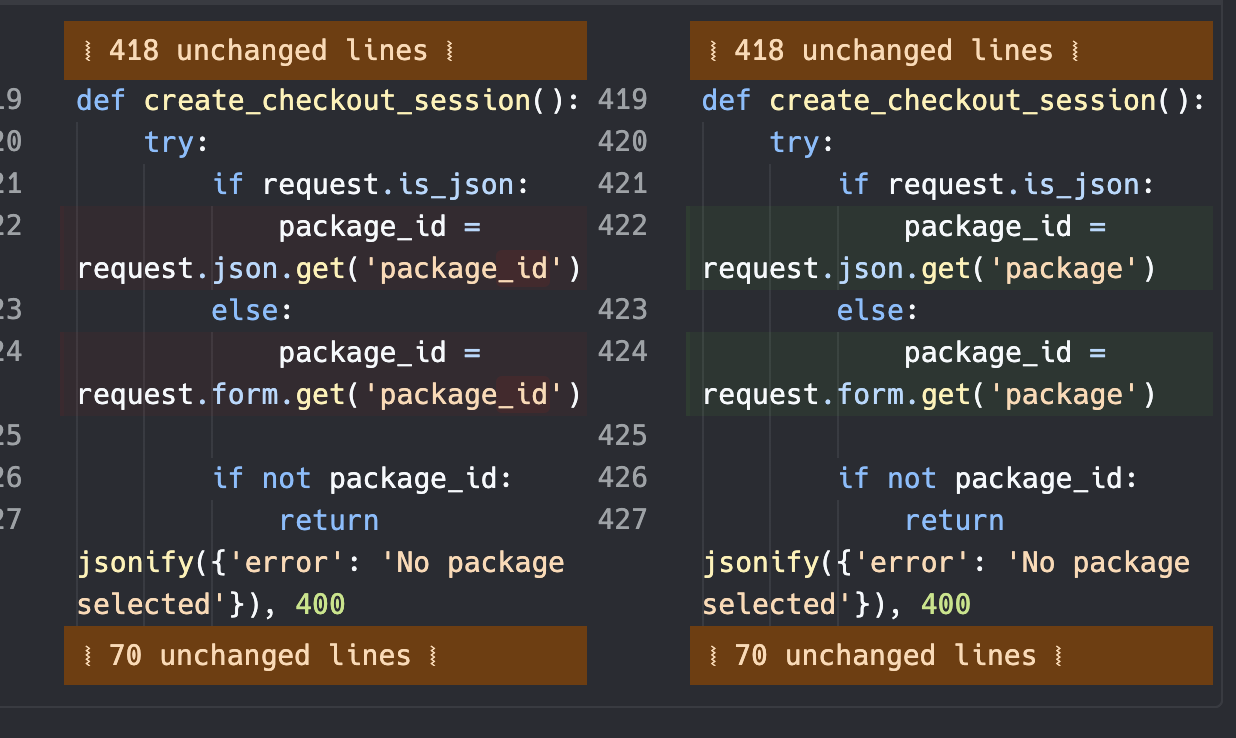 ⦚ 418 unchanged lines ⦚
19 def create_checkout_session():
20 try:
21 if request.is_json:
22 package_id =
request.json.get('package_id')
23 else:
24 package_id =
request.form.get('package_id')
25
26 if not package_id:
27 return
jsonify({'error': 'No package
selected'}), 400
⦚ 70 unchanged lines ⦚
⦚ 418 unchanged lines ⦚
419 def create_checkout_session():
420 try:
421 if request.is_json:
422 package_id =
request.json.get('package')
423 else:
424 package_id =
request.form.get('package')
425
426 if not package_id:
427 return
jsonify({'error': 'No package
selected'}), 400
⦚ 70 unchanged lines ⦚